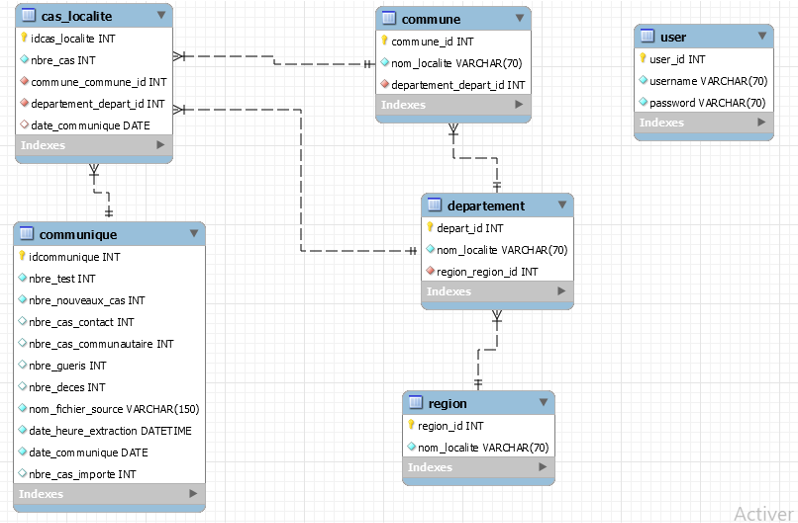 cas_localite
idcas_localite INT
nbre_cas INT
commune_commune_id INT
departement_depart_id INT
date_communique DATE
Indexes
commune
commune_id INT
nom_localite VARCHAR(70)
departement_depart_id INT
Indexes
user
user_id INT
username VARCHAR(70)
password VARCHAR(70)
Indexes
communique
idcommunique INT
nbre_test INT
nbre_nouveaux_cas INT
nbre_cas_contact INT
nbre_cas_communautaire INT
nbre_gueris INT
nbre_deces INT
nom_fichier_source VARCHAR(150)
date_heure_extraction DATETIME
date_communique DATE
nbre_cas_importe INT
Indexes
departement
depart_id INT
nom_localite VARCHAR(70)
region_region_id INT
Indexes
region
region_id INT
nom_localite VARCHAR(70)
Indexes
Activer